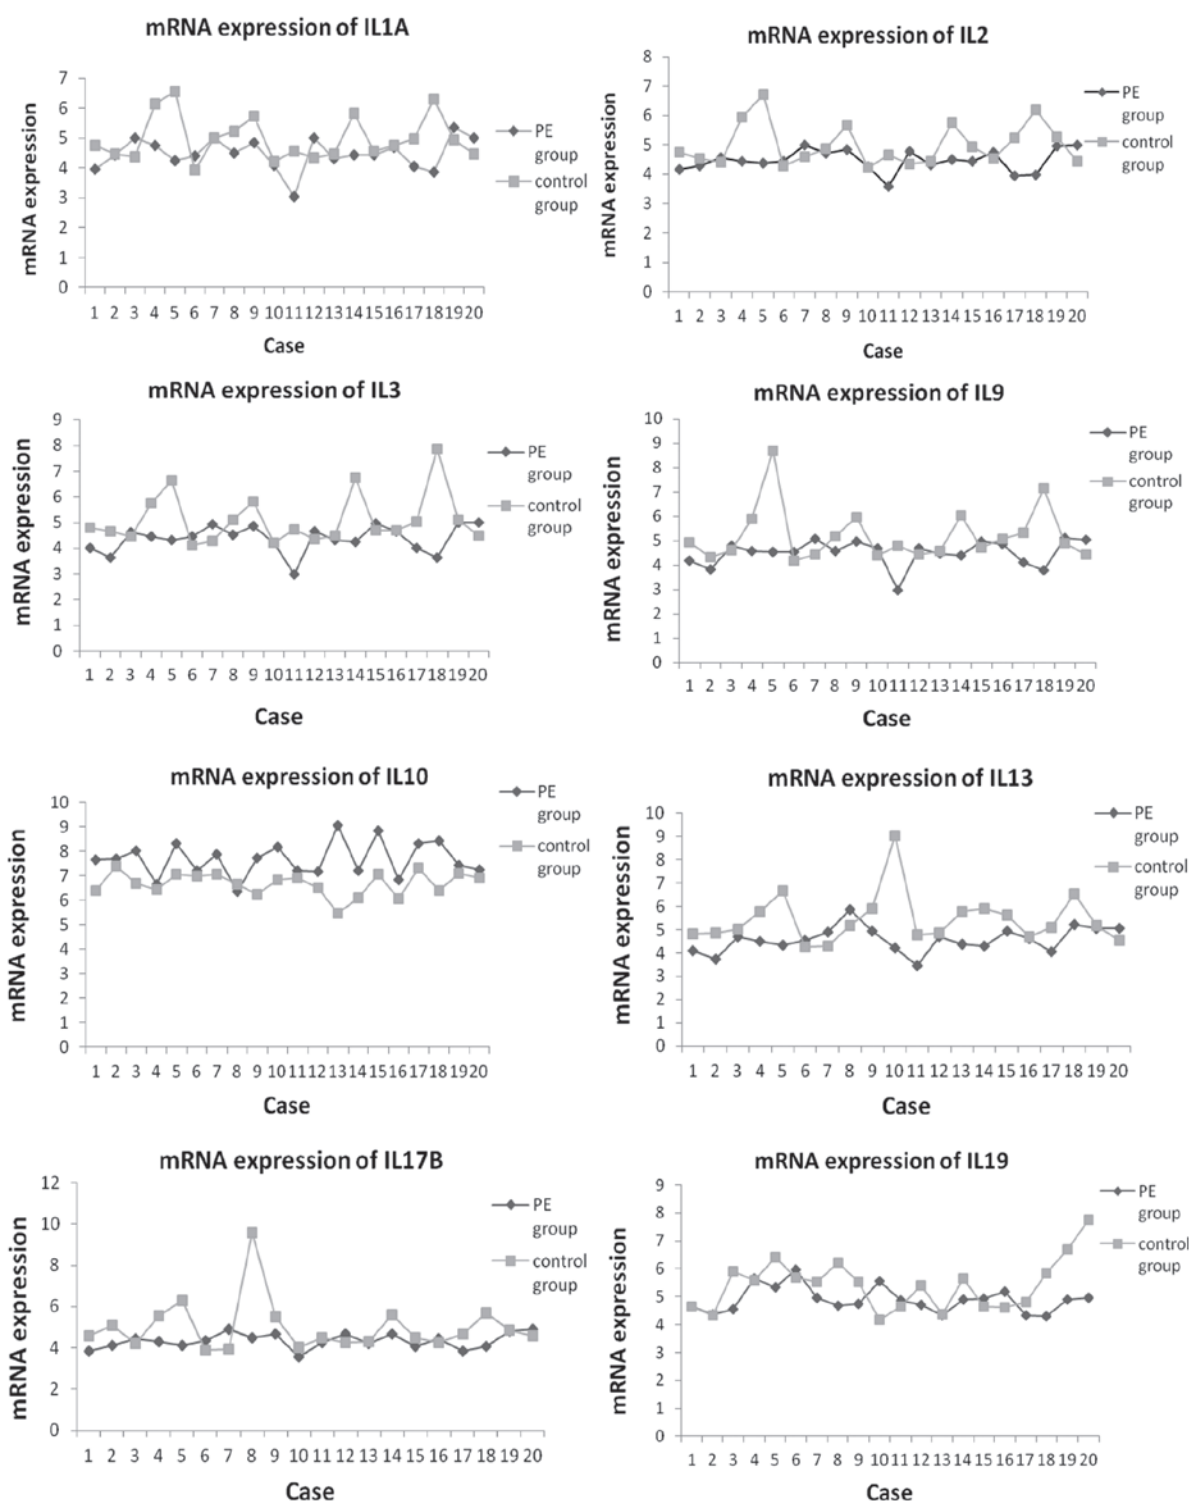 mRNA expression of IL1A
mRNA expression
7
6
5
4
3
2
1
0
1 2 3 4 5 6 7 8 9 10 11 12 13 14 15 16 17 18 19 20
Case
PE
group
control
group
mRNA expression of IL2
mRNA expression
8
7
6
5
4
3
2
1
0
1 2 3 4 5 6 7 8 9 10 11 12 13 14 15 16 17 18 19 20
Case
PE
group
control
group
mRNA expression of IL3
mRNA expression
9
8
7
6
5
4
3
2
1
0
1 2 3 4 5 6 7 8 9 10 11 12 13 14 15 16 17 18 19 20
Case
PE
group
control
group
mRNA expression of IL9
mRNA expression
10
9
8
7
6
5
4
3
2
1
0
1 2 3 4 5 6 7 8 9 10 11 12 13 14 15 16 17 18 19 20
Case
PE
group
control
group
mRNA expression of IL10
mRNA expression
10
9
8
7
6
5
4
3
2
1
0
1 2 3 4 5 6 7 8 9 10 11 12 13 14 15 16 17 18 19 20
Case
PE
group
control
group
mRNA expression of IL13
mRNA expression
10
9
8
7
6
5
4
3
2
1
0
1 2 3 4 5 6 7 8 9 10 11 12 13 14 15 16 17 18 19 20
Case
PE
group
control
group
mRNA expression of IL17B
mRNA expression
12
10
8
6
4
2
0
1 2 3 4 5 6 7 8 9 10 11 12 13 14 15 16 17 18 19 20
Case
PE
group
control
group
mRNA expression of IL19
mRNA expression
9
8
7
6
5
4
3
2
1
0
1 2 3 4 5 6 7 8 9 10 11 12 13 14 15 16 17 18 19 20
Case
PE
group
control
group